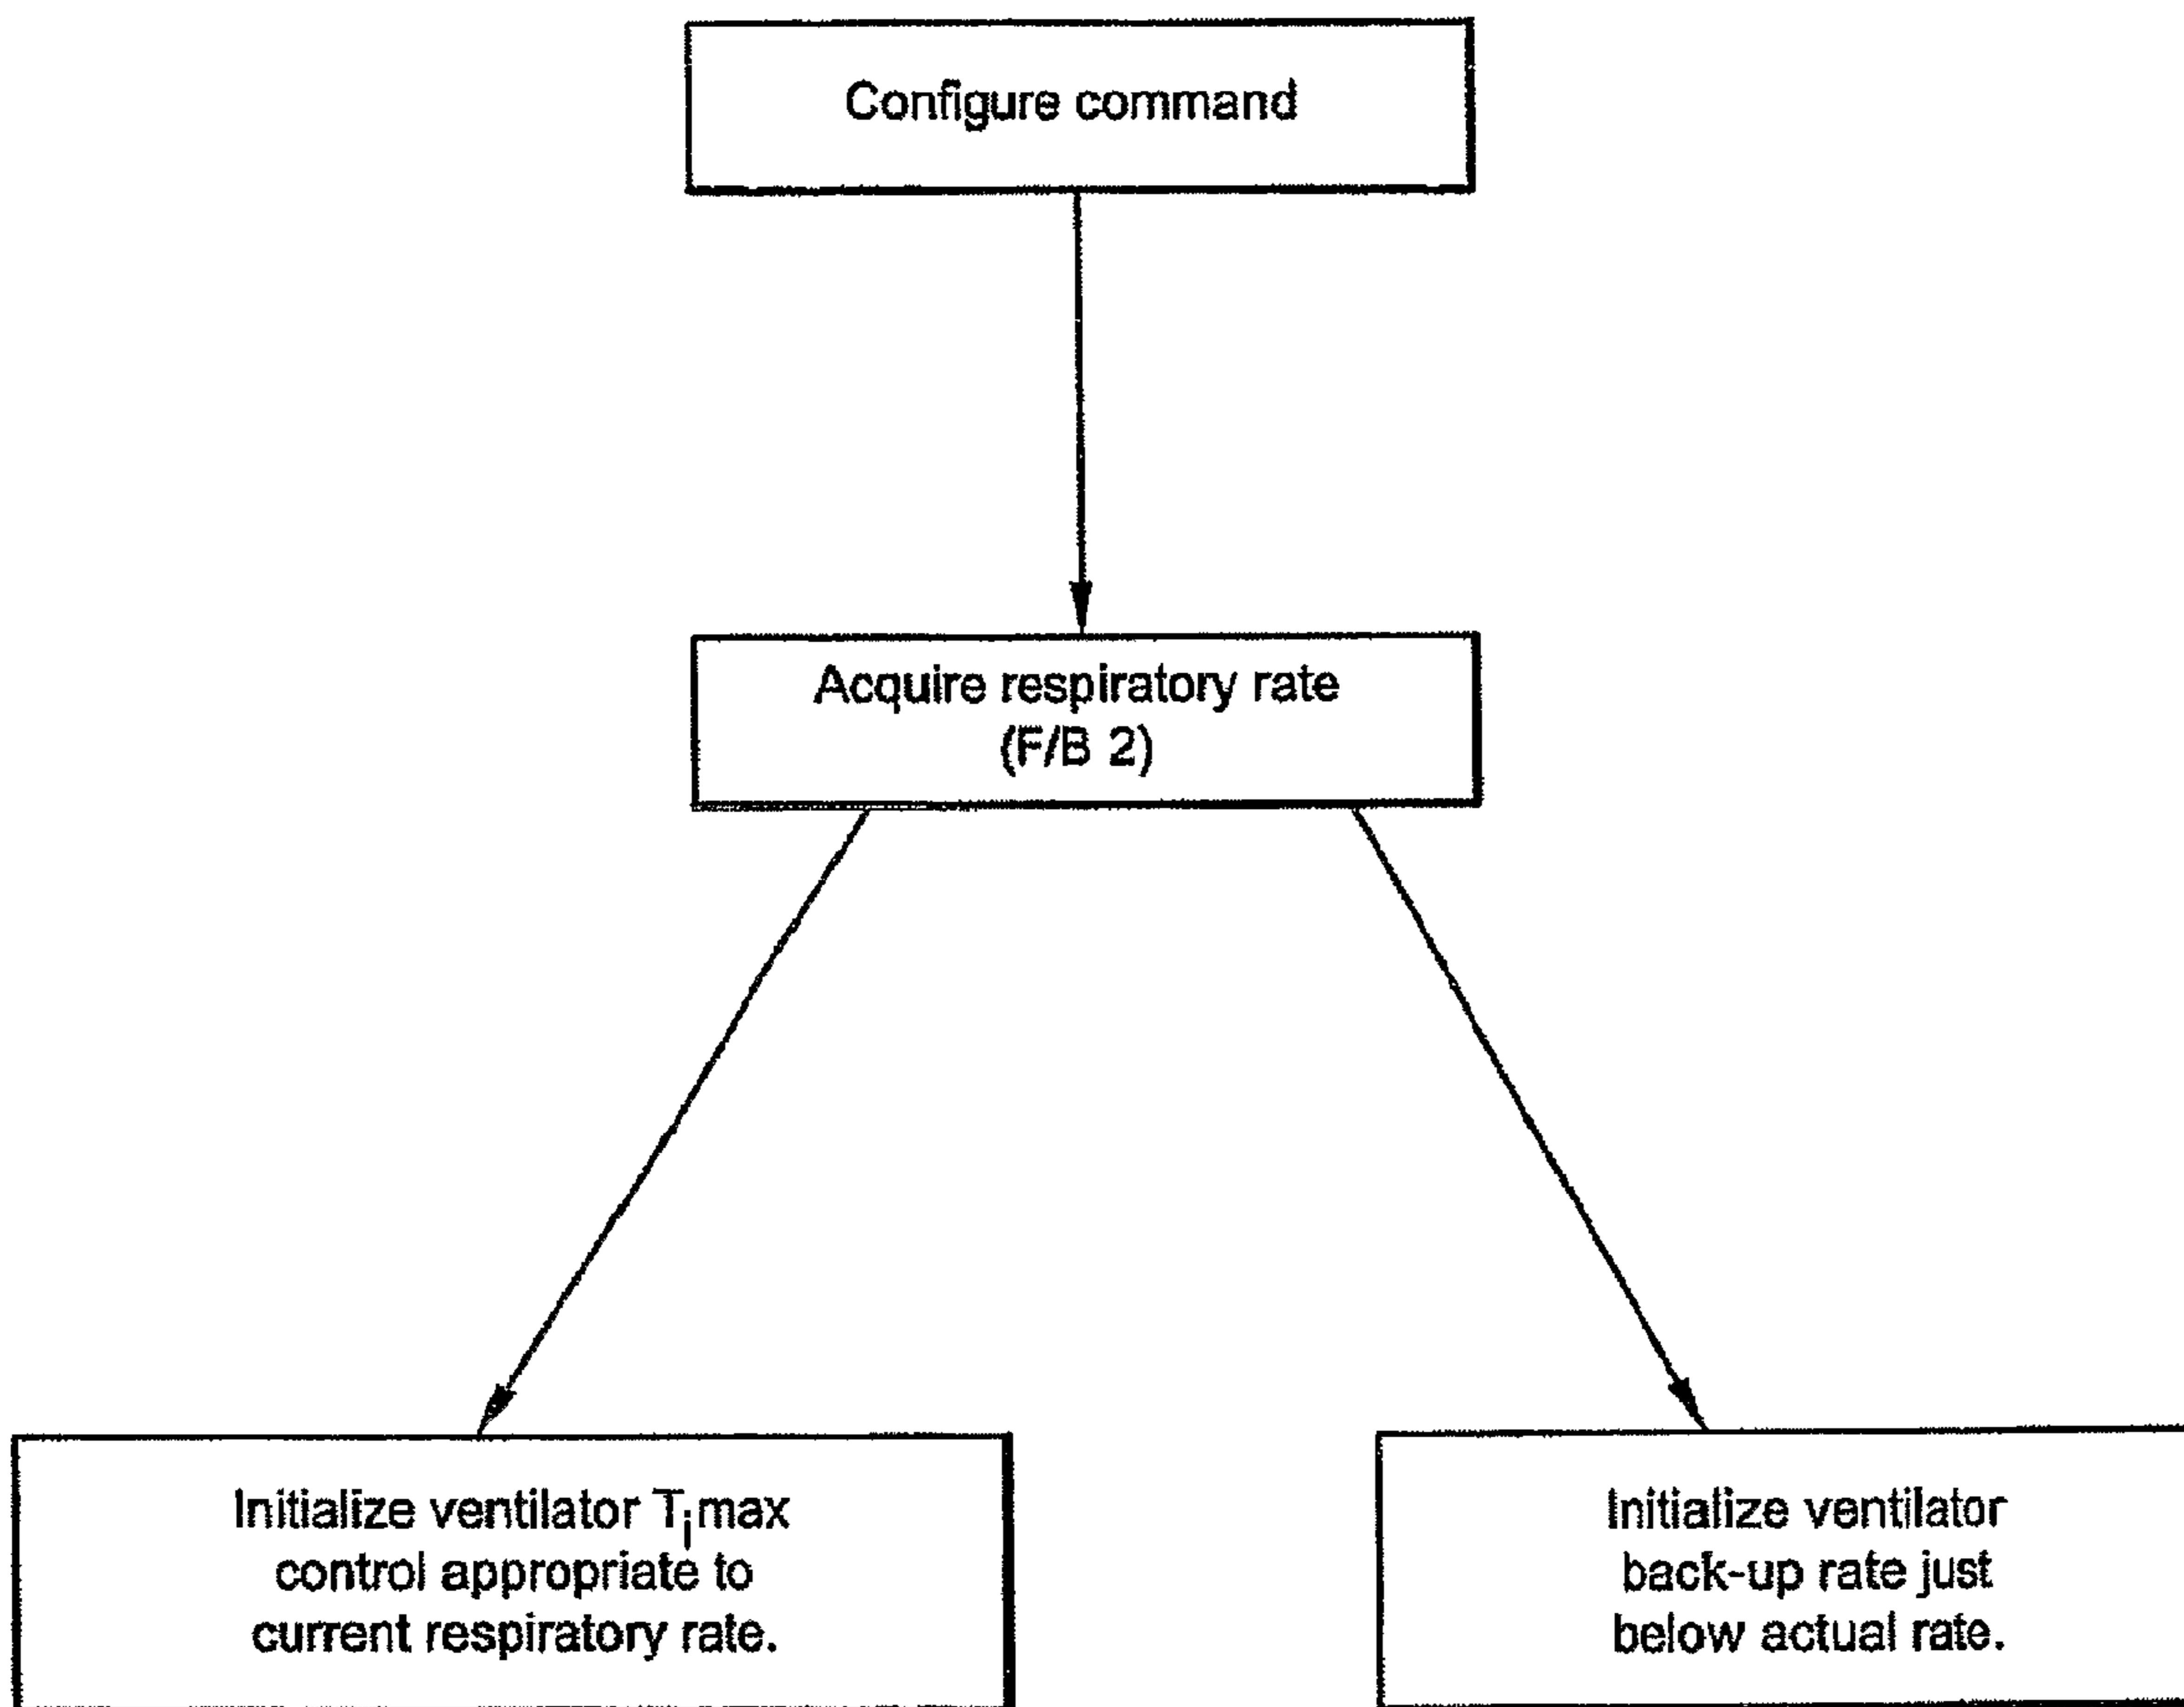 Configure command
Acquire respiratory rate
(F/B 2)
Initialize ventilator Timax
control appropriate to
current respiratory rate.
Initialize ventilator
back-up rate just
below actual rate.